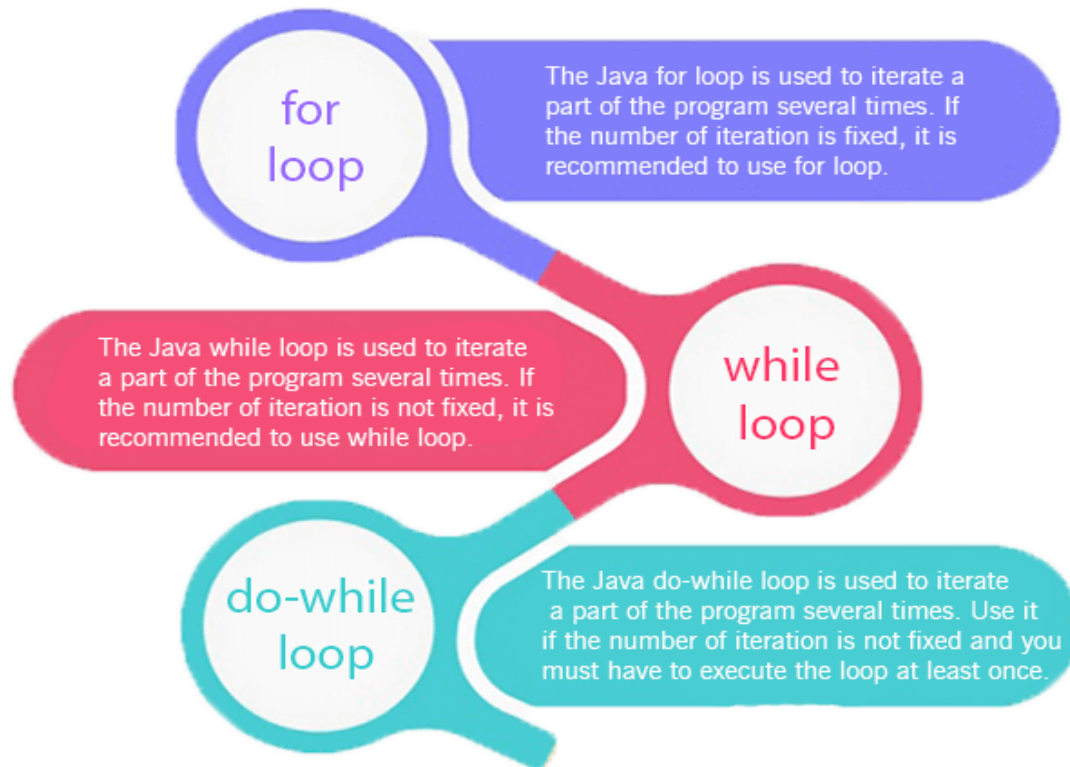 for
loop
The Java for loop is used to iterate a
part of the program several times. If
the number of iteration is fixed, it is
recommended to use for loop.
The Java while loop is used to iterate
a part of the program several times. If
the number of iteration is not fixed, it is
recommended to use while loop.
while
loop
do-while
loop
The Java do-while loop is used to iterate
a part of the program several times. Use it
if the number of iteration is not fixed and you
must have to execute the loop at least once.